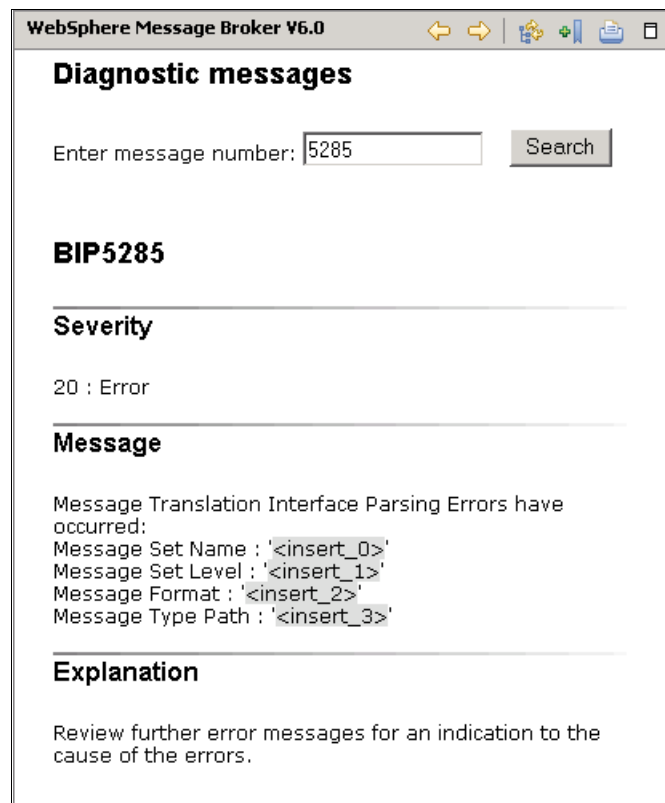 WebSphere Message Broker V6.0
Diagnostic messages
Enter message number: 5285 Search
BIP5285
Severity
20 : Error
Message
Message Translation Interface Parsing Errors have
occurred:
Message Set Name : '<insert_0>'
Message Set Level : '<insert_1>'
Message Format : '<insert_2>'
Message Type Path : '<insert_3>'
Explanation
Review further error messages for an indication to the
cause of the errors.